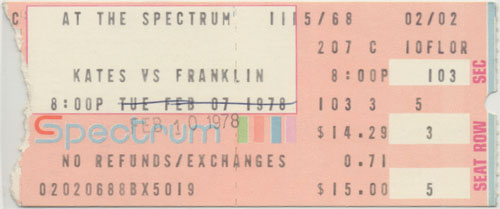 C AT THE SPECTRUM 1115/68 02/02
207 C 10FLOR
KATES VS FRANKLIN 8:00P 103 SEC
8:00P TUE FEB 07 1978 103 3 5
FEB 10 1978
Spectrum $14.29 3 ROW
NO REFUNDS/EXCHANGES 0.71
02020688BX5019 $15.00 5 SEAT